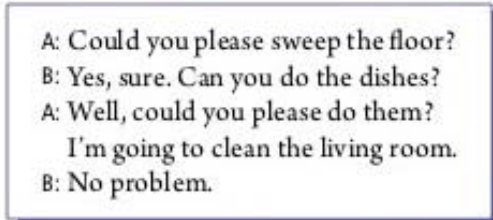 A: Could you please sweep the floor?
B: Yes, sure. Can you do the dishes?
A: Well, could you please do them?
I'm going to clean the living room.
B: No problem.